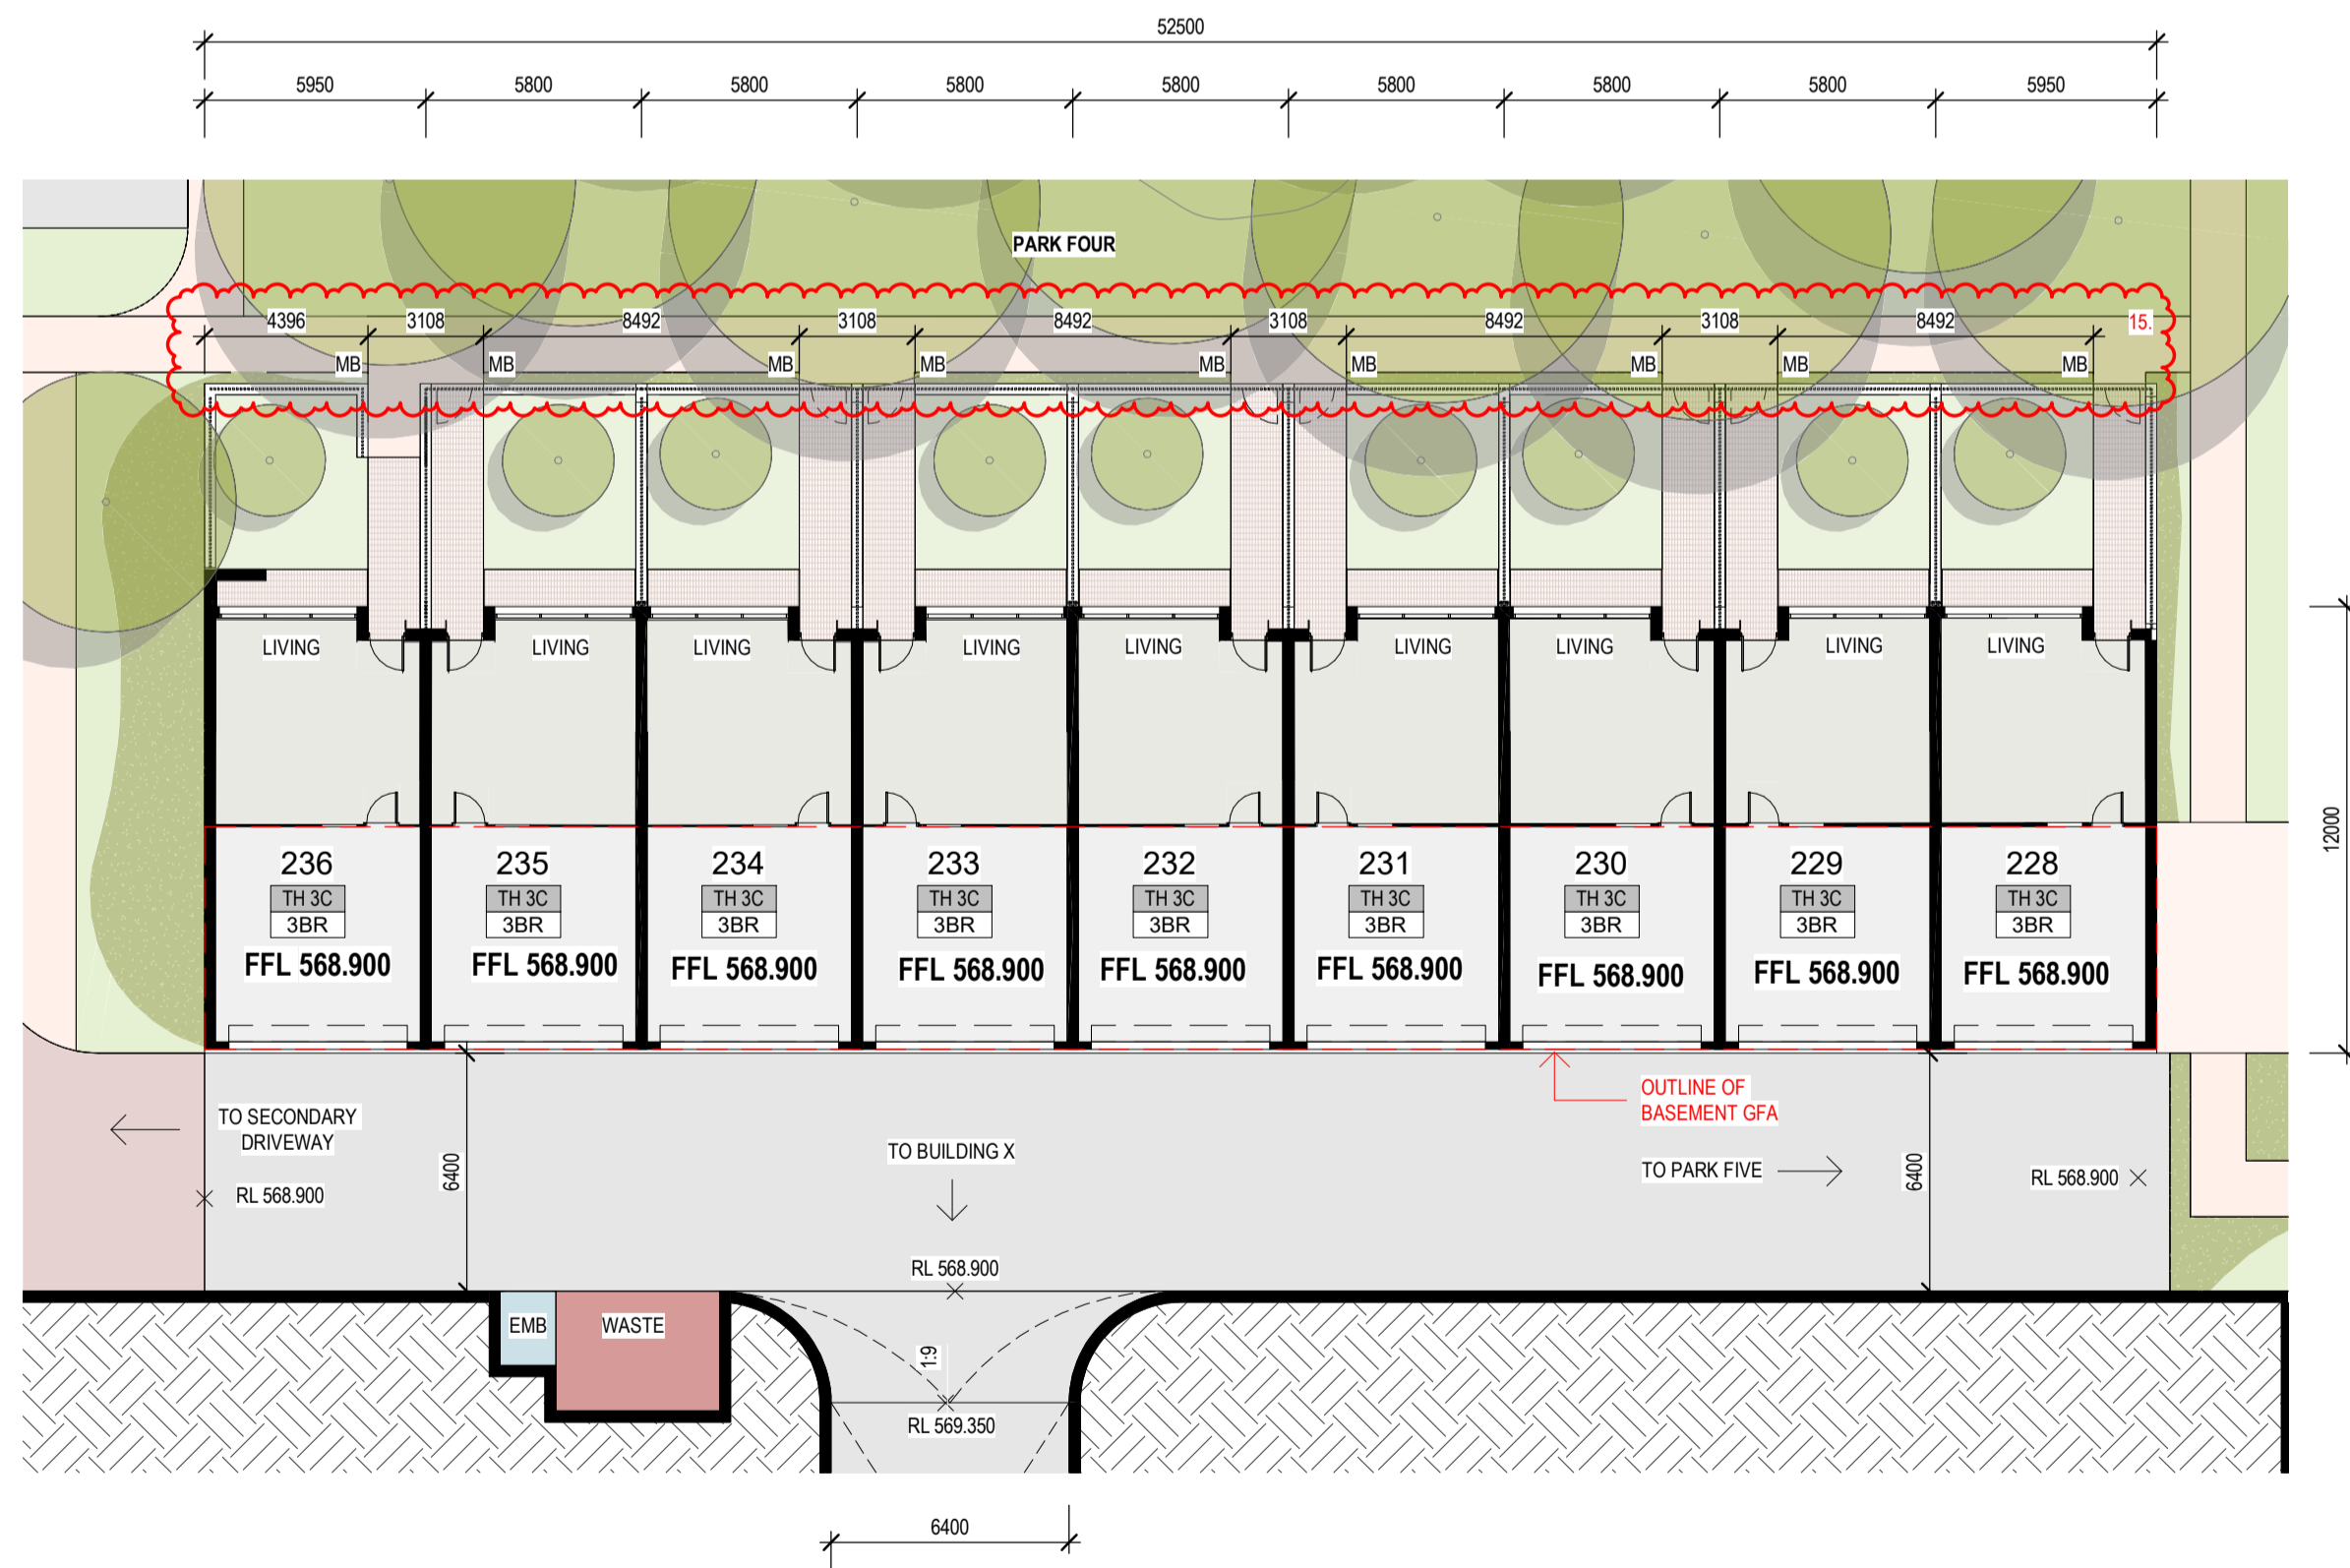 52500
5950 5800 5800 5800 5800 5800 5800 5800 5950
PARK FOUR
4396 3108 8492 3108 8492 3108 8492 3108 8492 15.
MB MB MB MB MB MB MB MB MB
LIVING LIVING LIVING LIVING LIVING LIVING LIVING LIVING LIVING
12000
236 235 234 233 232 231 230 229 228
TH 3C TH 3C TH 3C TH 3C TH 3C TH 3C TH 3C TH 3C TH 3C
3BR 3BR 3BR 3BR 3BR 3BR 3BR 3BR 3BR
FFL 568.900 FFL 568.900 FFL 568.900 FFL 568.900 FFL 568.900 FFL 568.900 FFL 568.900 FFL 568.900 FFL 568.900
OUTLINE OF
BASEMENT GFA
TO SECONDARY
DRIVEWAY
6400
TO BUILDING X
TO PARK FIVE
6400
RL 568.900
RL 568.900
RL 568.900
EMB
WASTE
1:9
RL 569.350
6400